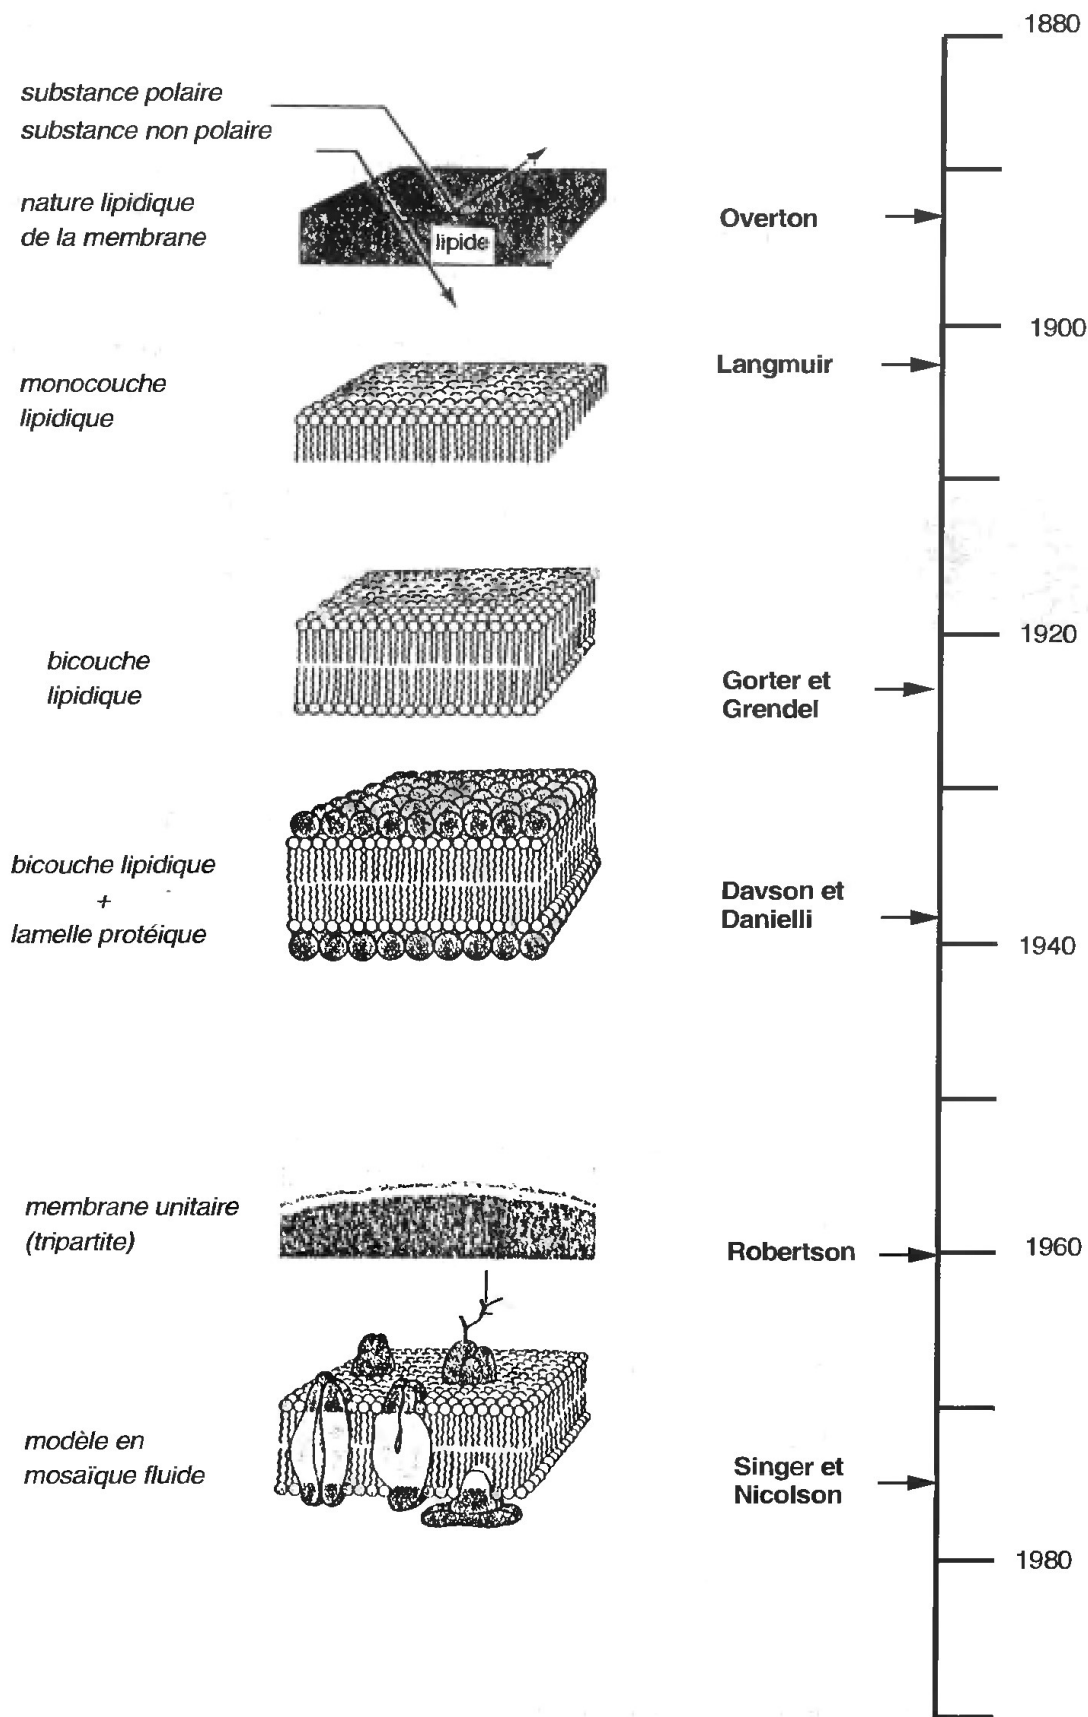 1880
substance polaire
substance non polaire
nature lipidique
de la membrane
lipide
Overton
1900
monocouche
lipidique
Langmuir
1920
bicouche
lipidique
Gorter et
Grendel
bicouche lipidique
+
lamelle protéique
Davson et
Danielli
1940
membrane unitaire
(tripartite)
Robertson
1960
modèle en
mosaïque fluide
Singer et
Nicolson
1980